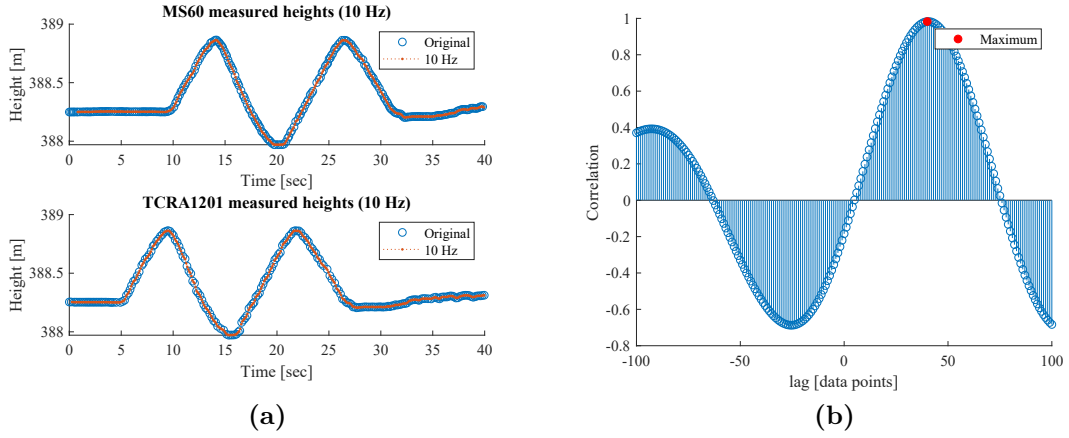 MS60 measured heights (10 Hz)
389
388.5
388
Height [m]
Original
10 Hz
0 5 10 15 20 25 30 35 40
Time [sec]
TCRA1201 measured heights (10 Hz)
389
388.5
388
Height [m]
Original
10 Hz
0 5 10 15 20 25 30 35 40
Time [sec]
(a)
1
0.8
0.6
0.4
0.2
0
-0.2
-0.4
-0.6
-0.8
Correlation
Maximum
-100 -50 0 50 100
lag [data points]
(b)